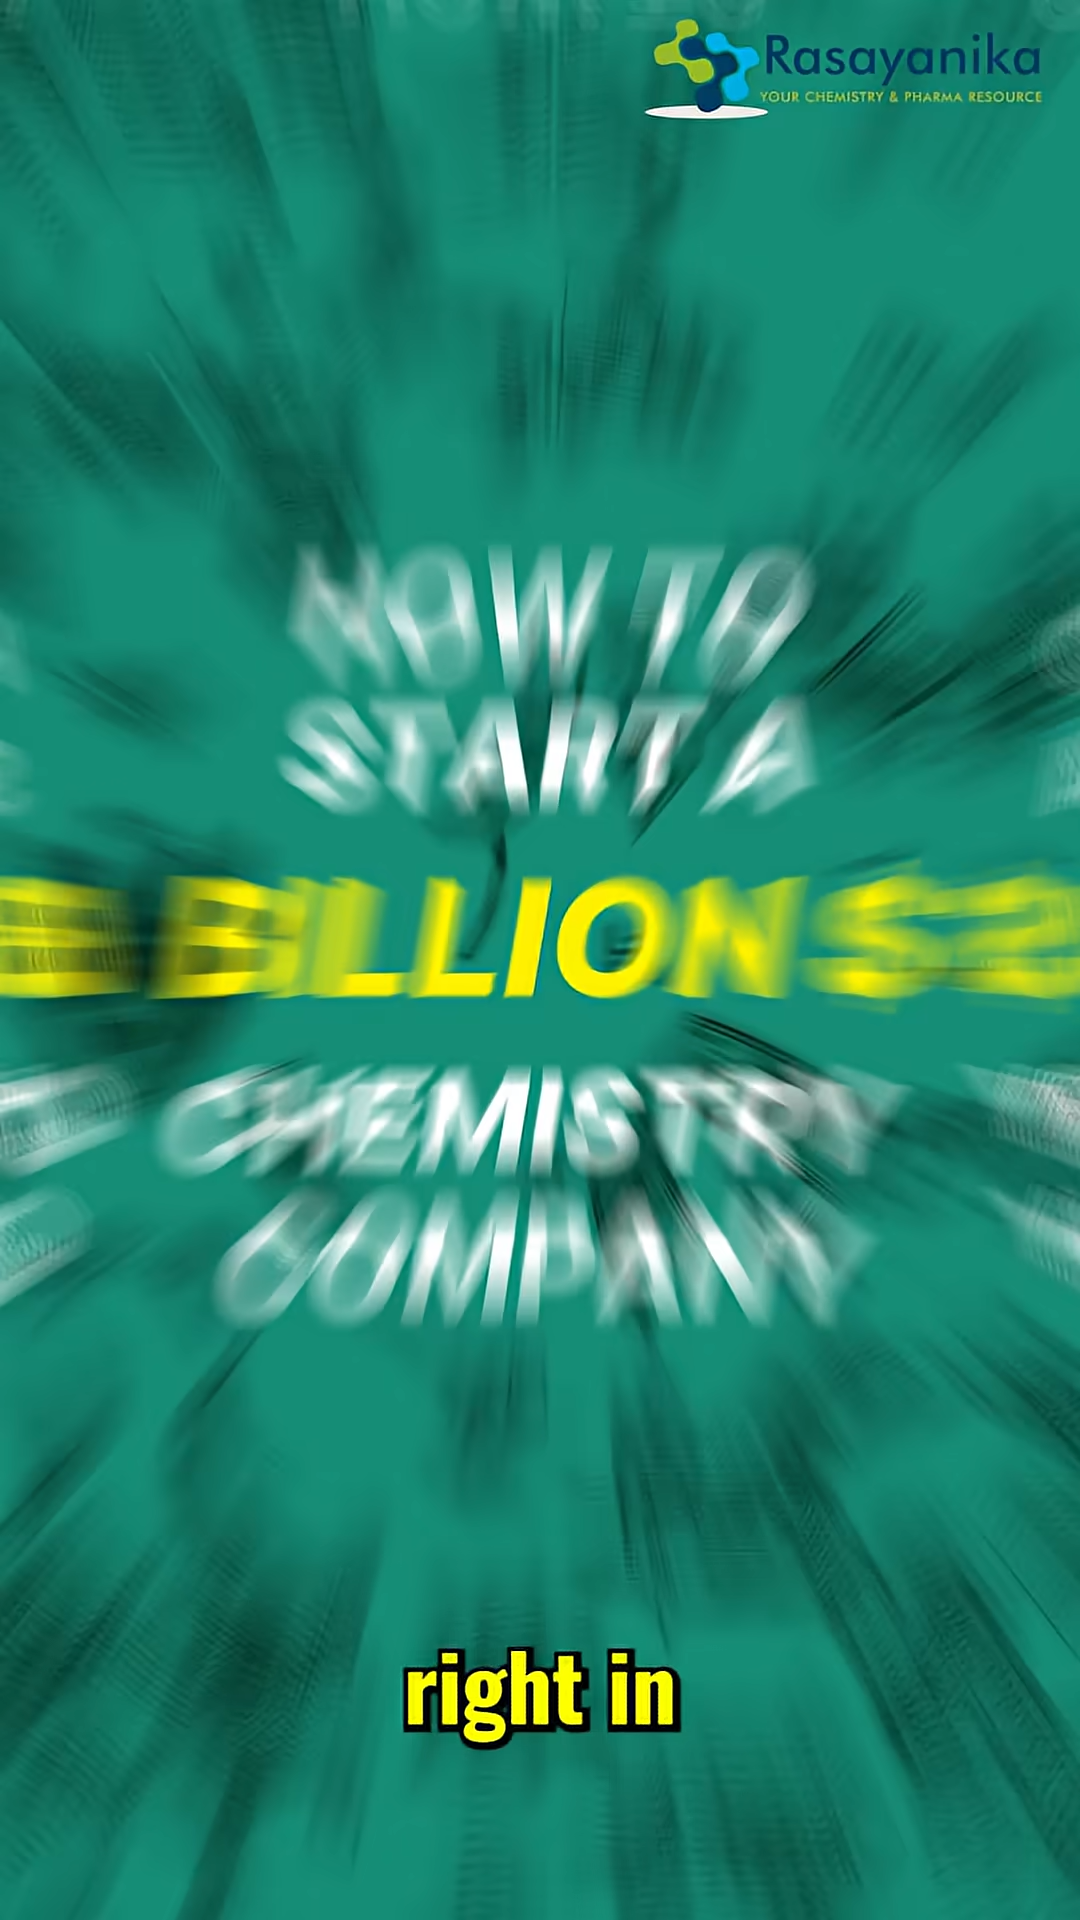 Rasayanika
YOUR CHEMISTRY & PHARMA RESOURCE
HOW TO
START A
BILLION
CHEMISTRY
COMPANY
right in